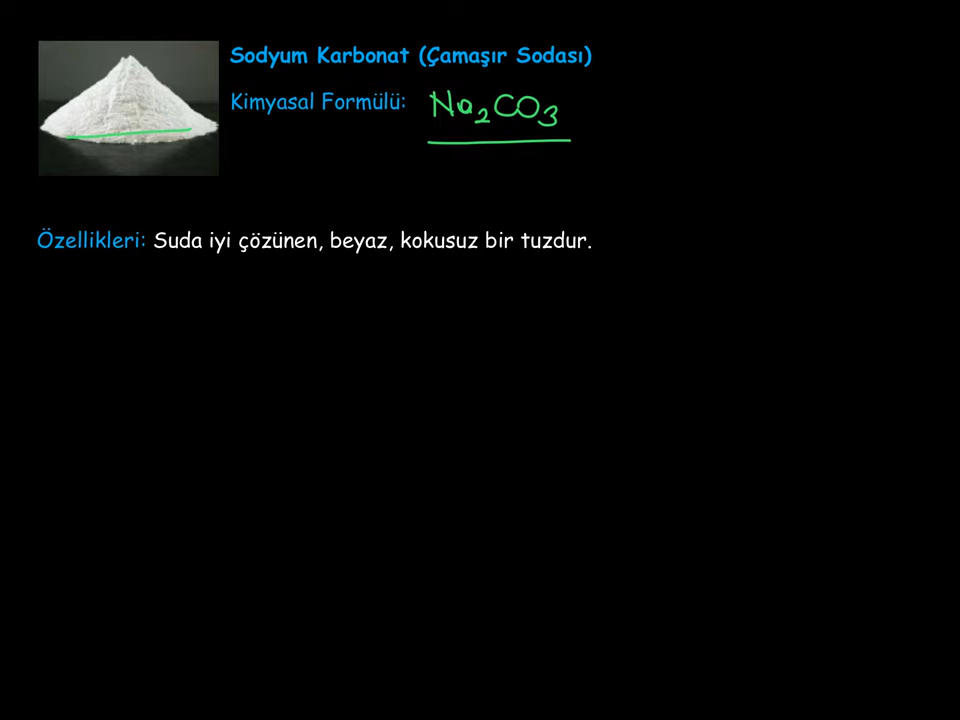 Sodyum Karbonat (Çamaşır Sodası)
Kimyasal Formülü: Na₂CO₃
Özellikleri: Suda iyi çözünen, beyaz, kokusuz bir tuzdur.